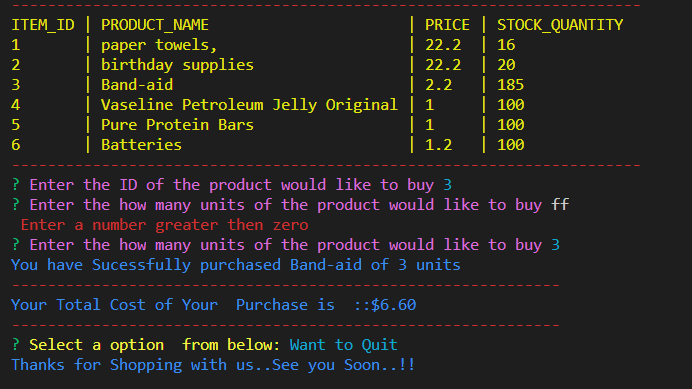 ----------------------------------------------------------------------
ITEM_ID | PRODUCT_NAME | PRICE | STOCK_QUANTITY
1 | paper towels, | 22.2 | 16
2 | birthday supplies | 22.2 | 20
3 | Band-aid | 2.2 | 185
4 | Vaseline Petroleum Jelly Original | 1 | 100
5 | Pure Protein Bars | 1 | 100
6 | Batteries | 1.2 | 100
----------------------------------------------------------------------
? Enter the ID of the product would like to buy 3
? Enter the how many units of the product would like to buy ff
Enter a number greater then zero
? Enter the how many units of the product would like to buy 3
You have Sucessfully purchased Band-aid of 3 units
-------------------------------------------------------------
Your Total Cost of Your  Purchase is  ::$6.60
-------------------------------------------------------------
? Select a option  from below: Want to Quit
Thanks for Shopping with us..See you Soon..!!